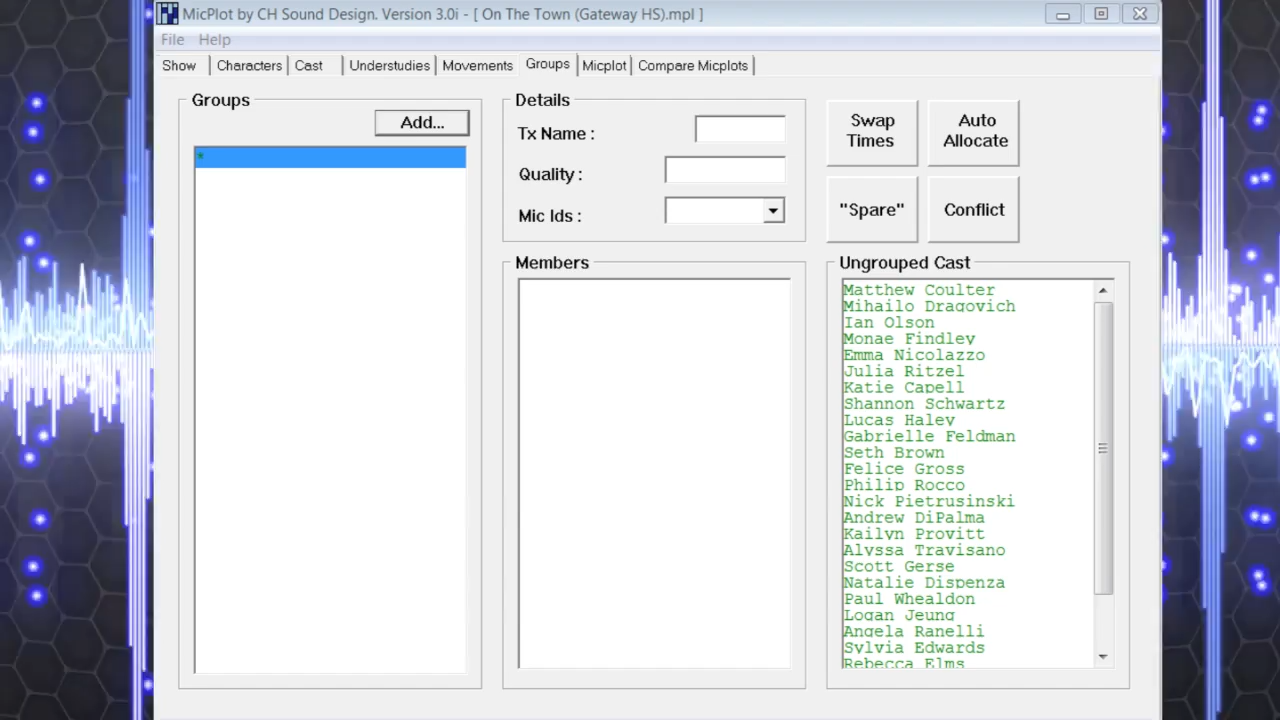 MicPlot by CH Sound Design. Version 3.0i - [ On The Town (Gateway HS).mpl ]
File Help
Show Characters Cast Understudies Movements Groups Micplot Compare Micplots
Groups
Add...
*
Details
Tx Name :
Quality :
Mic Ids :
Swap Times
Auto Allocate
"Spare"
Conflict
Members
Ungrouped Cast
Matthew Coulter
Mihailo Dragovich
Ian Olson
Monae Findley
Emma Nicolazzo
Julia Ritzel
Katie Capell
Shannon Schwartz
Lucas Haley
Gabrielle Feldman
Seth Brown
Felice Gross
Philip Rocco
Nick Pietrusinski
Andrew DiPalma
Kailyn Provitt
Alyssa Travisano
Scott Gerse
Natalie Dispenza
Paul Whealdon
Logan Jeung
Angela Ranelli
Sylvia Edwards
Rebecca Elms